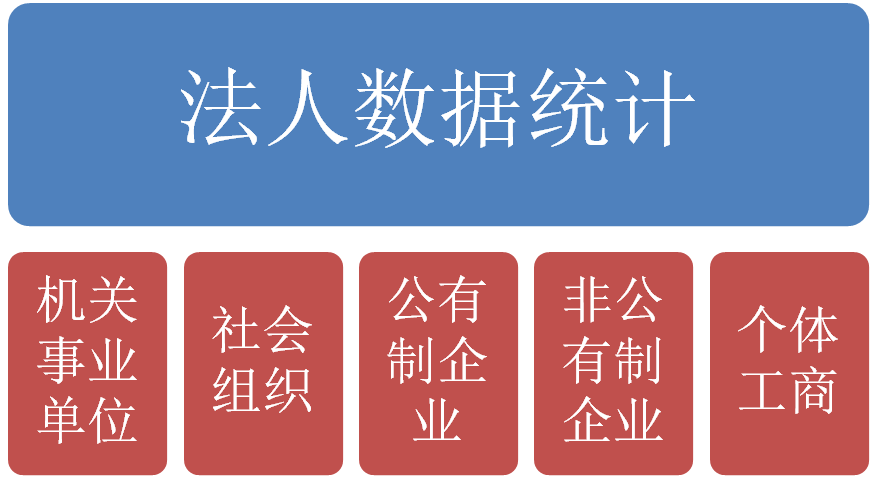 法人数据统计
机关
事业
单位
社会
组织
公有
制企
业
非公
有制
企业
个体
工商